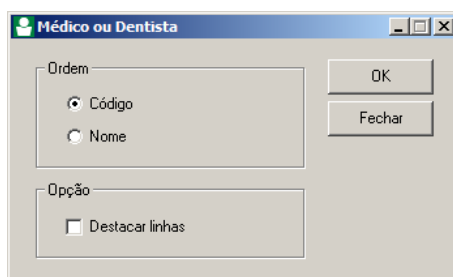 Médico ou Dentista
Ordem
Código
Nome
OK
Fechar
Opção
Destacar linhas